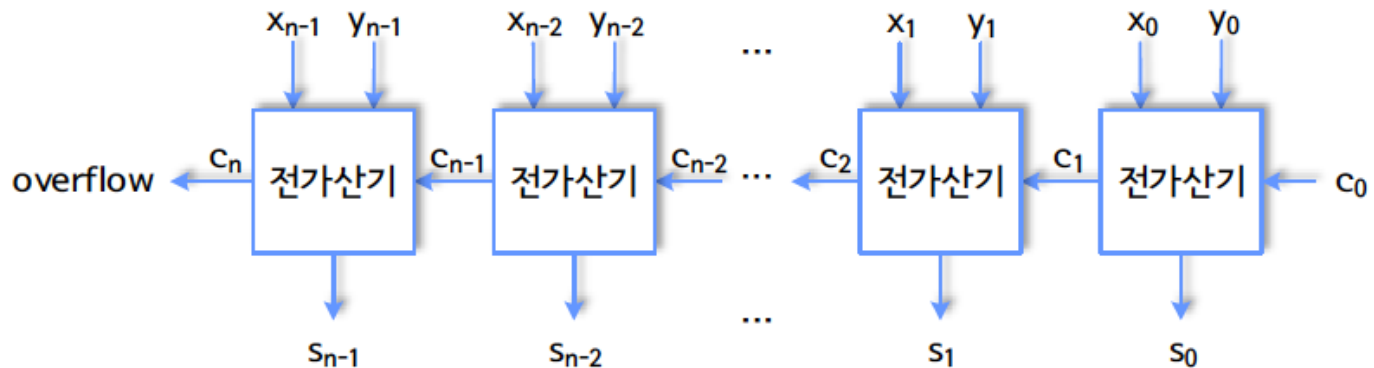 xn-1 yn-1 xn-2 yn-2 ... x1 y1 x0 y0
overflow cn 전가산기 cn-1 전가산기 cn-2 ... c2 전가산기 c1 전가산기 c0
sn-1 sn-2 ... s1 s0